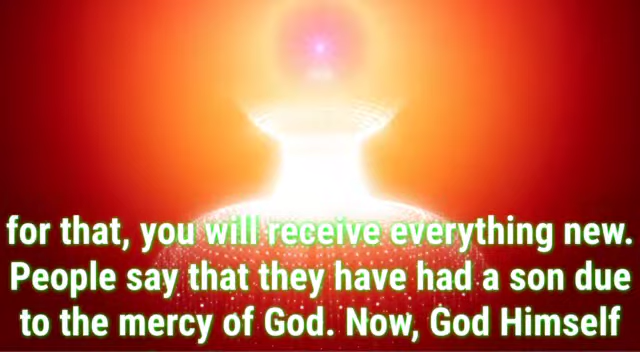 for that, you will receive everything new.
People say that they have had a son due
to the mercy of God. Now, God Himself